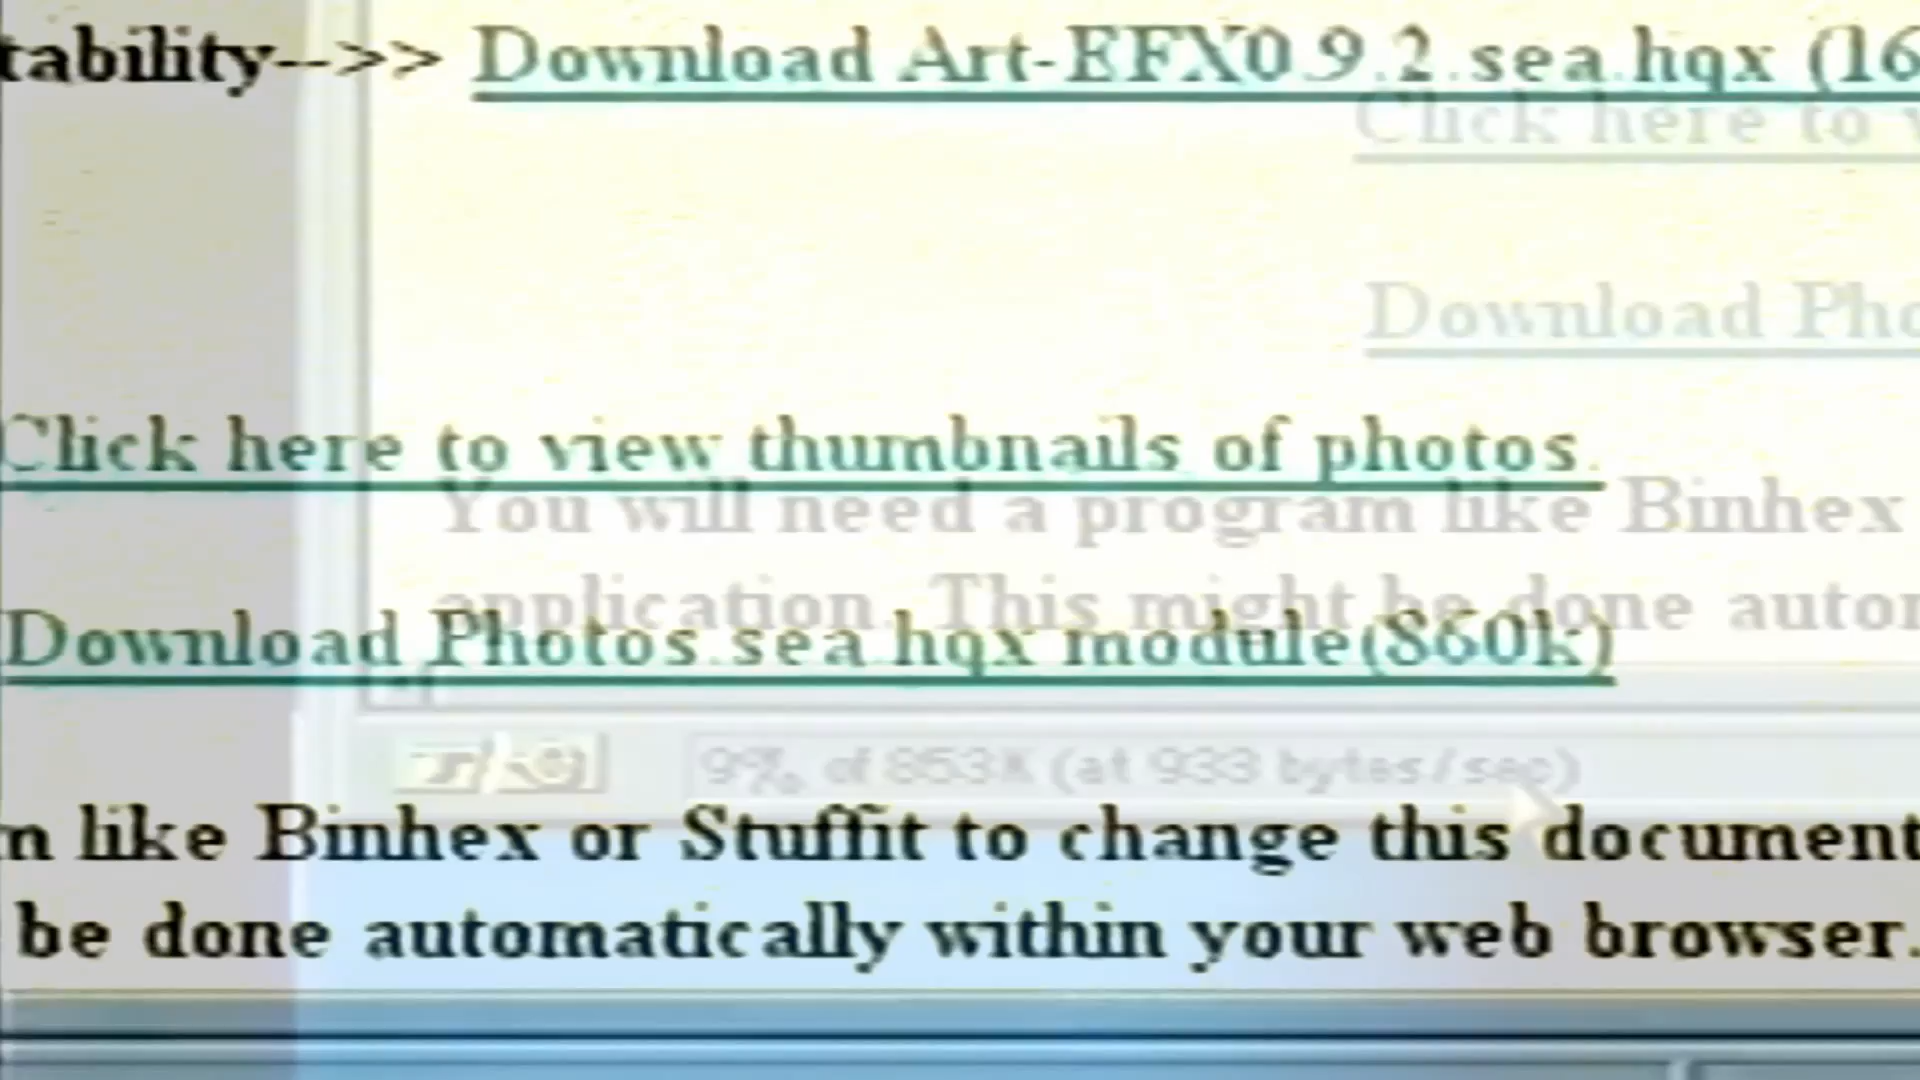 tability-->> Download Art-EFX0.9.2.sea.hqx (16
Click here to v
Download Pho
Click here to view thumbnails of photos.
You will need a program like Binhex
application. This might be done autom
Download Photos.sea.hqx module(860k)
9% of 853K (at 933 bytes/sec)
m like Binhex or Stuffit to change this document
be done automatically within your web browser.